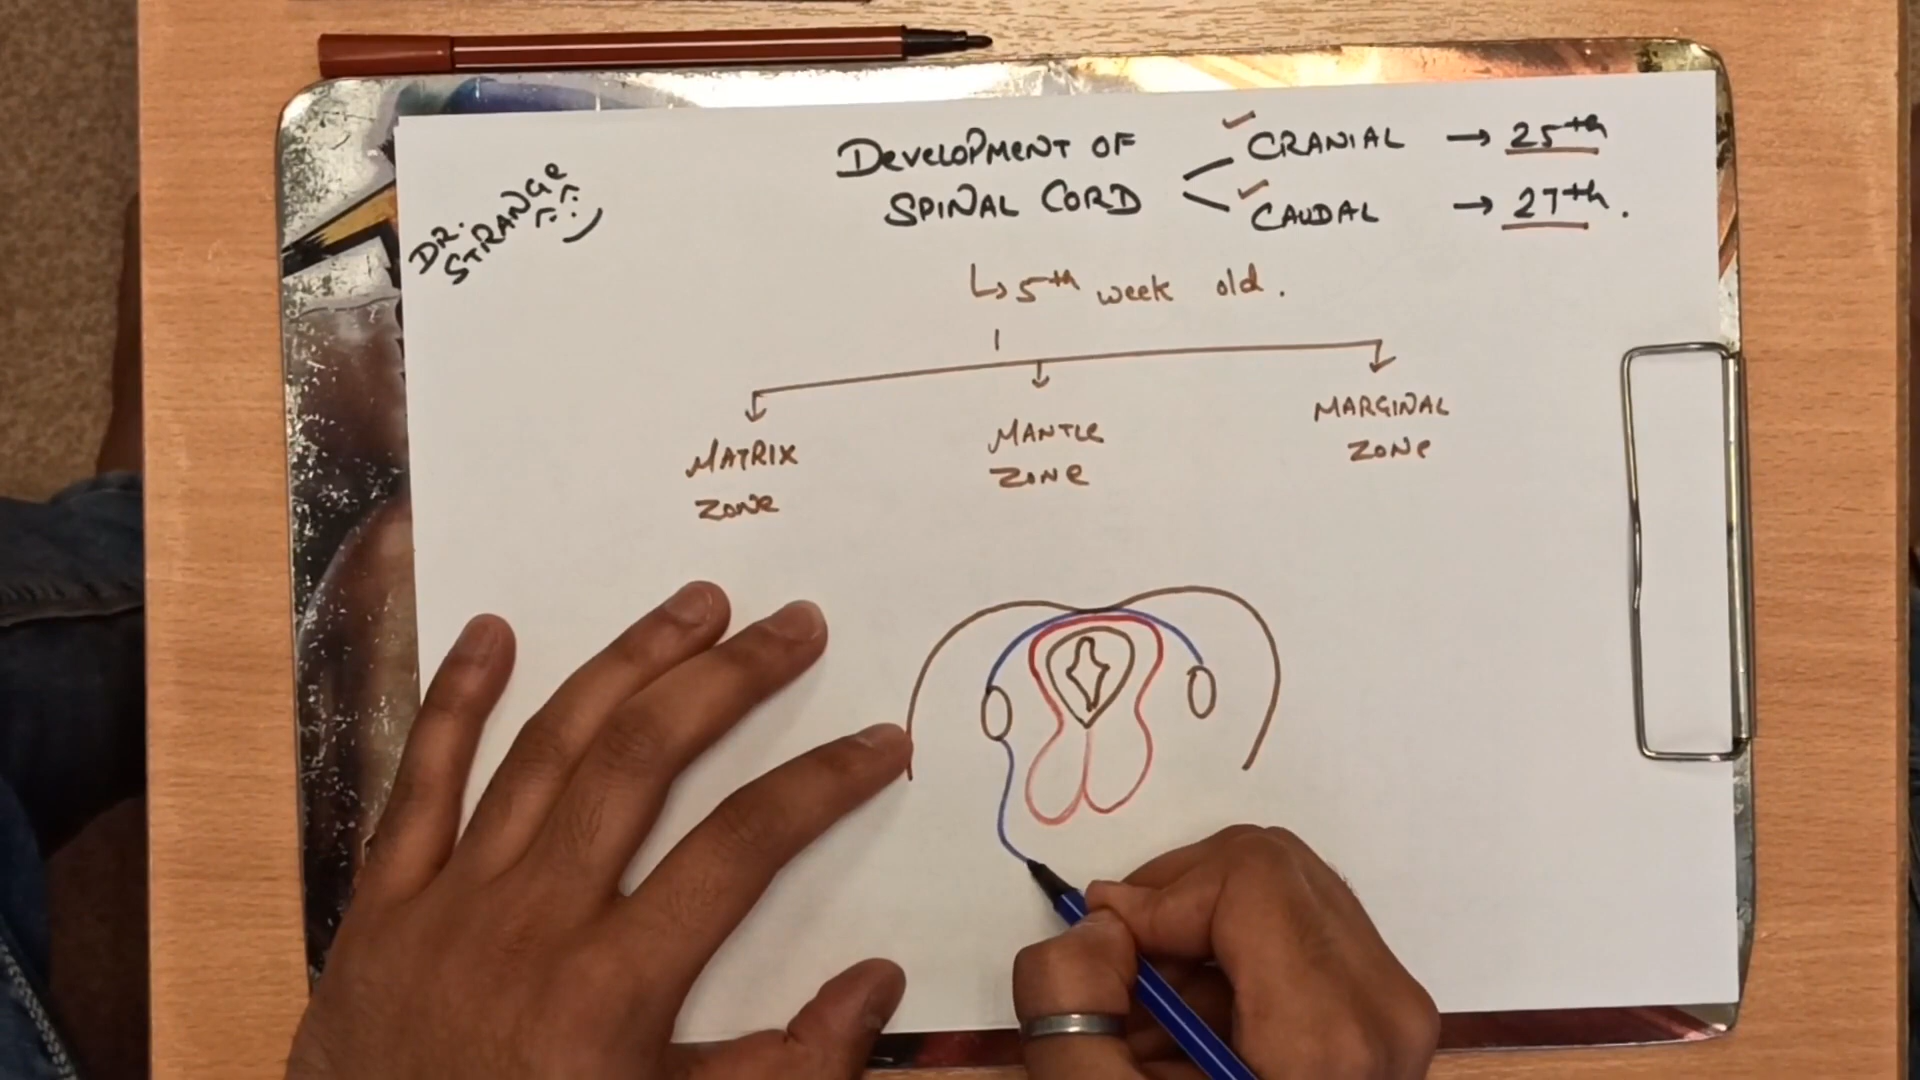 DR.
STRANGE
DEVELOPMENT OF
SPINAL CORD
CRANIAL → 25th
CAUDAL → 27th.
↳ 5th week old.
MATRIX
ZONE
MANTLE
ZONE
MARGINAL
ZONE